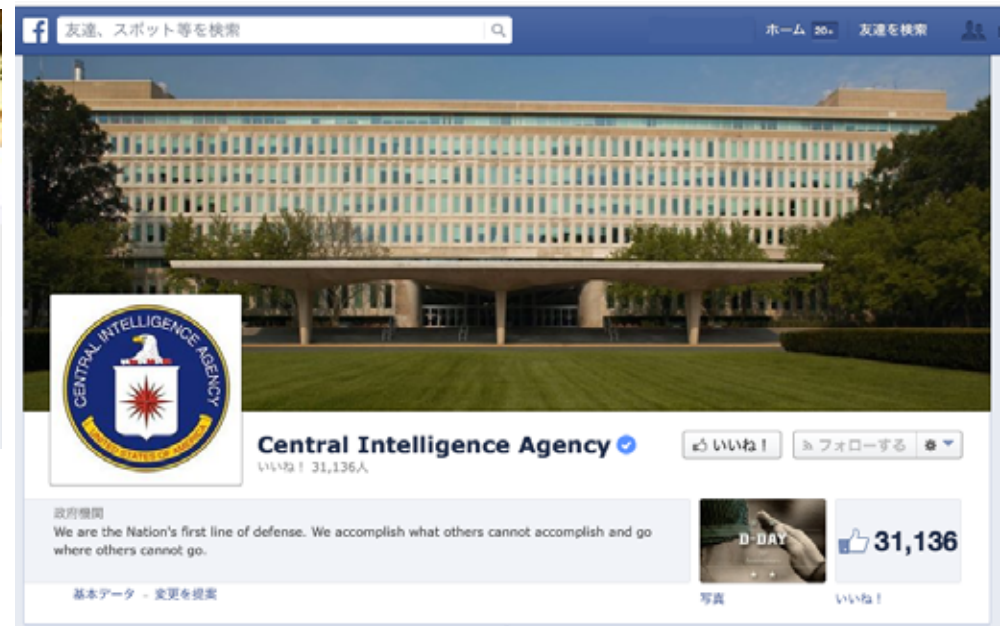 友達、スポット等を検索
ホーム 20+ 友達を検索
CENTRAL INTELLIGENCE AGENCY
UNITED STATES OF AMERICA
Central Intelligence Agency
いいね！
フォローする
いいね！ 31,136人
政府機関
We are the Nation's first line of defense. We accomplish what others cannot accomplish and go
where others cannot go.
D-DAY
31,136
基本データ - 変更を提案
写真
いいね！